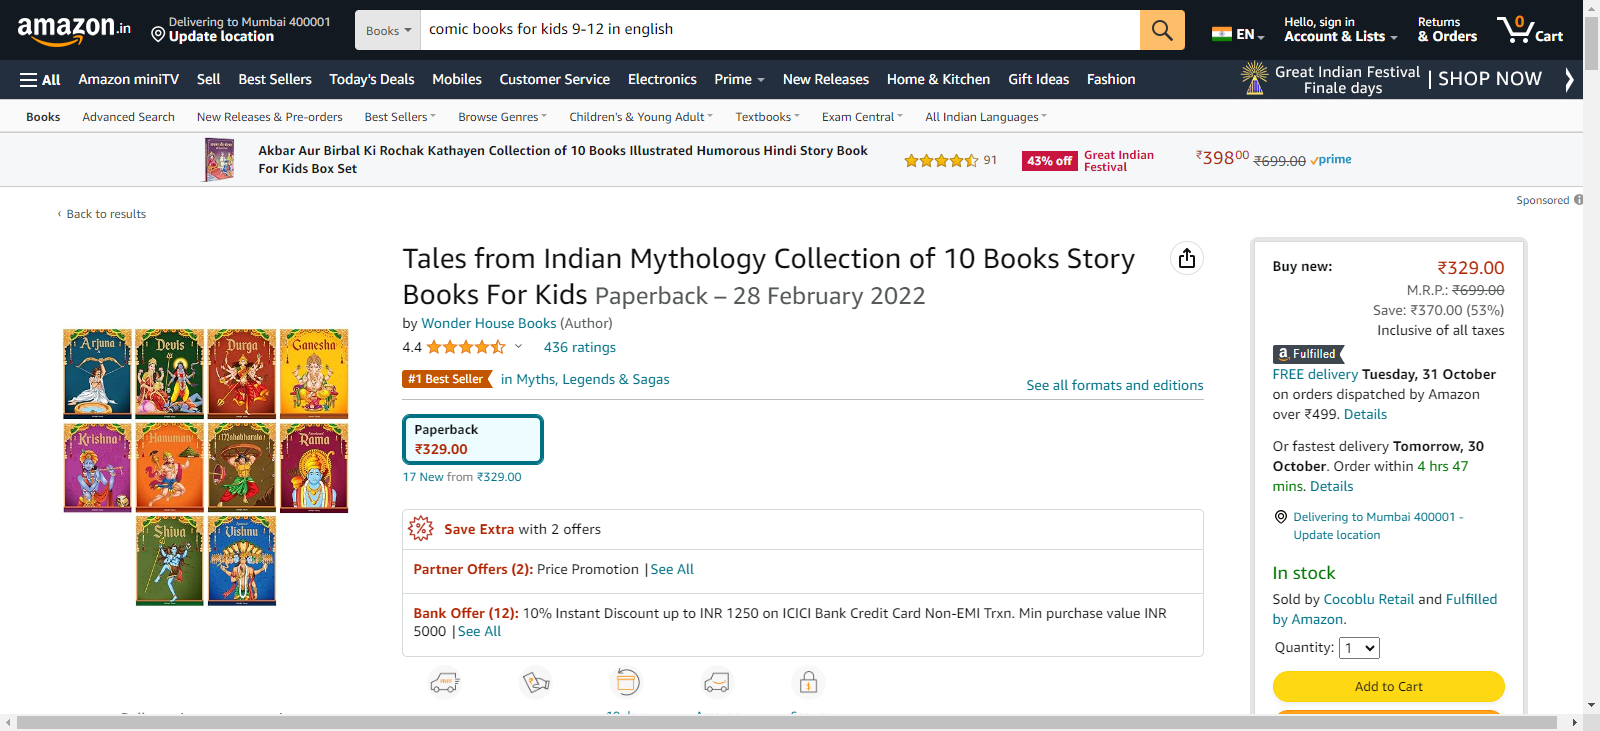 amazon.in
Delivering to Mumbai 400001
Update location
Books
comic books for kids 9-12 in english
EN
Hello, sign in
Account & Lists
Returns
& Orders
0
Cart
All
Amazon miniTV
Sell
Best Sellers
Today's Deals
Mobiles
Customer Service
Electronics
Prime
New Releases
Home & Kitchen
Gift Ideas
Fashion
Great Indian Festival
Finale days
SHOP NOW
Books
Advanced Search
New Releases & Pre-orders
Best Sellers
Browse Genres
Children's & Young Adult
Textbooks
Exam Central
All Indian Languages
Akbar Aur Birbal Ki Rochak Kathayen Collection of 10 Books Illustrated Humorous Hindi Story Book
For Kids Box Set
91
43% off
Great Indian
Festival
₹398⁰⁰ ₹699.00 prime
Sponsored
‹ Back to results
Tales from Indian Mythology Collection of 10 Books Story
Books For Kids Paperback – 28 February 2022
by Wonder House Books (Author)
4.4
436 ratings
#1 Best Seller in Myths, Legends & Sagas
See all formats and editions
Arjuna
Devis
Durga
Ganesha
Krishna
Hanuman
Mahabharata
Rama
Shiva
Vishnu
Paperback
₹329.00
17 New from ₹329.00
Save Extra with 2 offers
Partner Offers (2): Price Promotion | See All
Bank Offer (12): 10% Instant Discount up to INR 1250 on ICICI Bank Credit Card Non-EMI Trxn. Min purchase value INR
5000 | See All
FREE
Buy new:
₹329.00
M.R.P.: ₹699.00
Save: ₹370.00 (53%)
Inclusive of all taxes
a Fulfilled
FREE delivery Tuesday, 31 October
on orders dispatched by Amazon
over ₹499. Details
Or fastest delivery Tomorrow, 30
October. Order within 4 hrs 47
mins. Details
Delivering to Mumbai 400001 -
Update location
In stock
Sold by Cocoblu Retail and Fulfilled
by Amazon.
Quantity: 1
Add to Cart